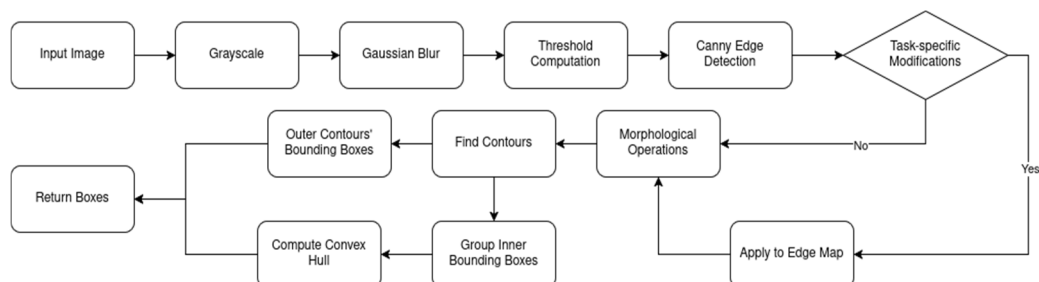 Input Image
Grayscale
Gaussian Blur
Threshold
Computation
Canny Edge
Detection
Task-specific
Modifications
Outer Contours'
Bounding Boxes
Find Contours
Morphological
Operations
No
Yes
Return Boxes
Compute Convex
Hull
Group Inner
Bounding Boxes
Apply to Edge Map